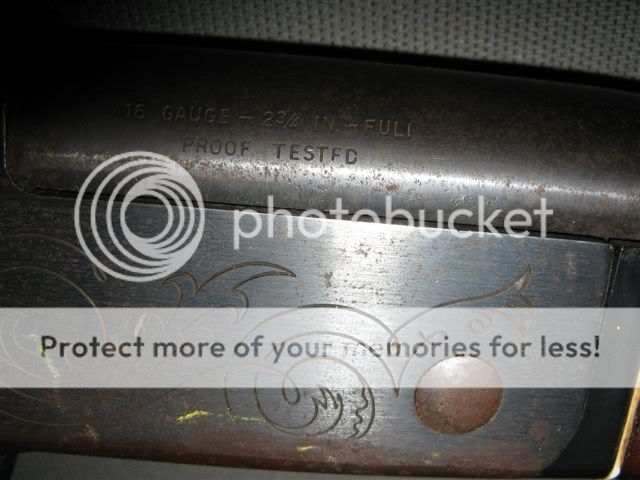 16 GAUGE - 2 3/4 IN. - FULL
PROOF TESTED
photobucket
Protect more of your memories for less!